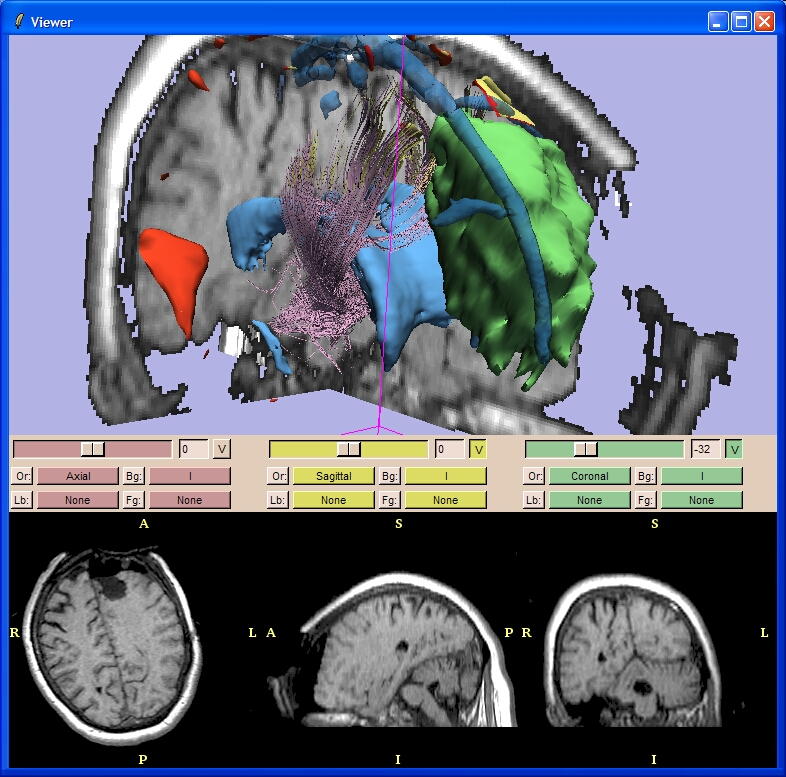 Viewer
0 V 0 V -32 V
Or: Axial Bg: I Or: Sagittal Bg: I Or: Coronal Bg: I
Lb: None Fg: None Lb: None Fg: None Lb: None Fg: None
A S S
R L A P R L
P I I